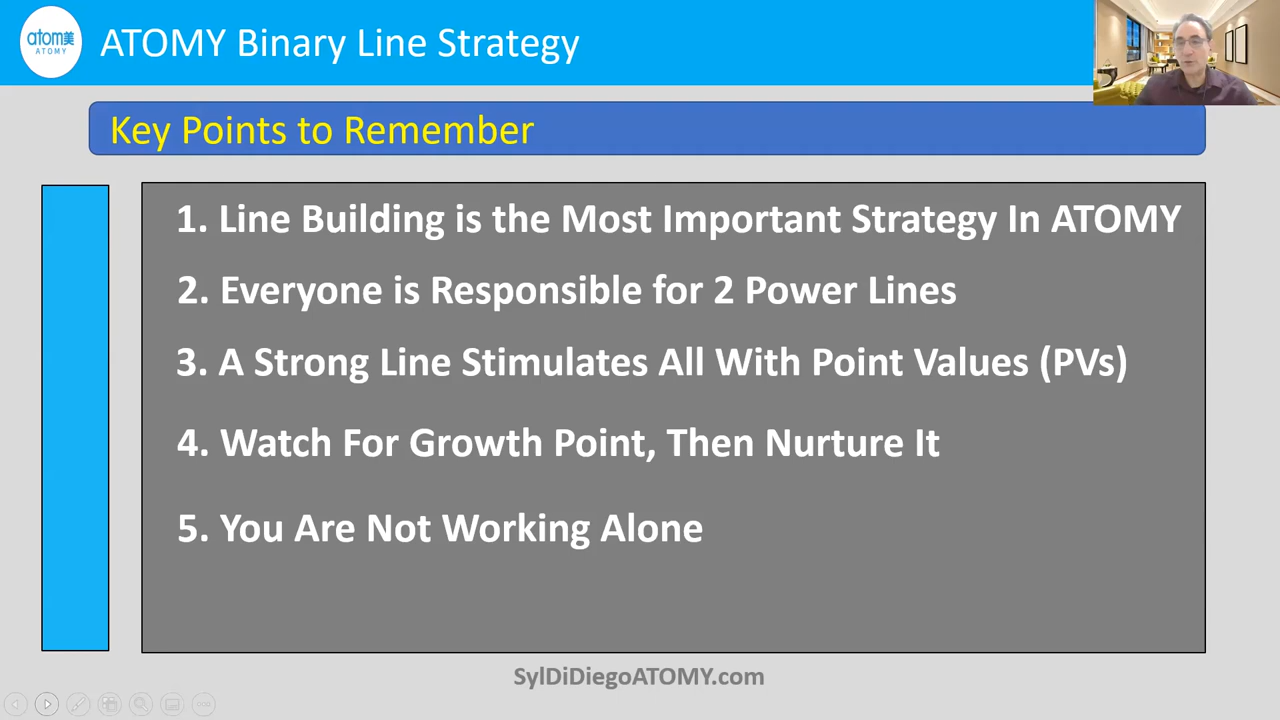 atom美
ATOMY
ATOMY Binary Line Strategy
Key Points to Remember
1. Line Building is the Most Important Strategy In ATOMY
2. Everyone is Responsible for 2 Power Lines
3. A Strong Line Stimulates All With Point Values (PVs)
4. Watch For Growth Point, Then Nurture It
5. You Are Not Working Alone
SylDiDiegoATOMY.com